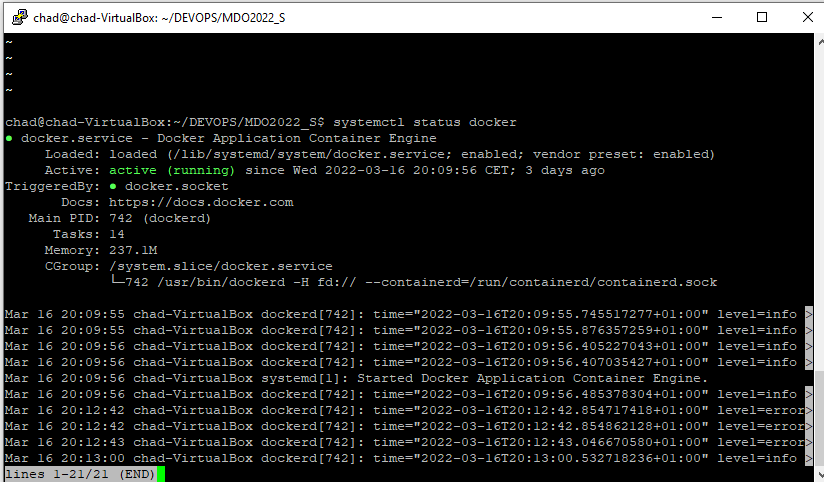 chad@chad-VirtualBox: ~/DEVOPS/MDO2022_S
~
~
~
~
chad@chad-VirtualBox:~/DEVOPS/MDO2022_S$ systemctl status docker
● docker.service - Docker Application Container Engine
     Loaded: loaded (/lib/systemd/system/docker.service; enabled; vendor preset: enabled)
     Active: active (running) since Wed 2022-03-16 20:09:56 CET; 3 days ago
TriggeredBy: ● docker.socket
       Docs: https://docs.docker.com
   Main PID: 742 (dockerd)
      Tasks: 14
     Memory: 237.1M
     CGroup: /system.slice/docker.service
             └─742 /usr/bin/dockerd -H fd:// --containerd=/run/containerd/containerd.sock

Mar 16 20:09:55 chad-VirtualBox dockerd[742]: time="2022-03-16T20:09:55.745517277+01:00" level=info >
Mar 16 20:09:55 chad-VirtualBox dockerd[742]: time="2022-03-16T20:09:55.876357259+01:00" level=info >
Mar 16 20:09:56 chad-VirtualBox dockerd[742]: time="2022-03-16T20:09:56.405227043+01:00" level=info >
Mar 16 20:09:56 chad-VirtualBox dockerd[742]: time="2022-03-16T20:09:56.407035427+01:00" level=info >
Mar 16 20:09:56 chad-VirtualBox systemd[1]: Started Docker Application Container Engine.
Mar 16 20:09:56 chad-VirtualBox dockerd[742]: time="2022-03-16T20:09:56.485378304+01:00" level=info >
Mar 16 20:12:42 chad-VirtualBox dockerd[742]: time="2022-03-16T20:12:42.854717418+01:00" level=error>
Mar 16 20:12:42 chad-VirtualBox dockerd[742]: time="2022-03-16T20:12:42.854862128+01:00" level=error>
Mar 16 20:12:43 chad-VirtualBox dockerd[742]: time="2022-03-16T20:12:43.046670580+01:00" level=error>
Mar 16 20:13:00 chad-VirtualBox dockerd[742]: time="2022-03-16T20:13:00.532718236+01:00" level=info >
lines 1-21/21 (END)